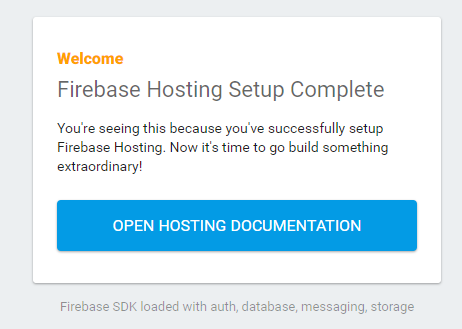 Welcome
Firebase Hosting Setup Complete
You're seeing this because you've successfully setup
Firebase Hosting. Now it's time to go build something
extraordinary!
OPEN HOSTING DOCUMENTATION
Firebase SDK loaded with auth, database, messaging, storage